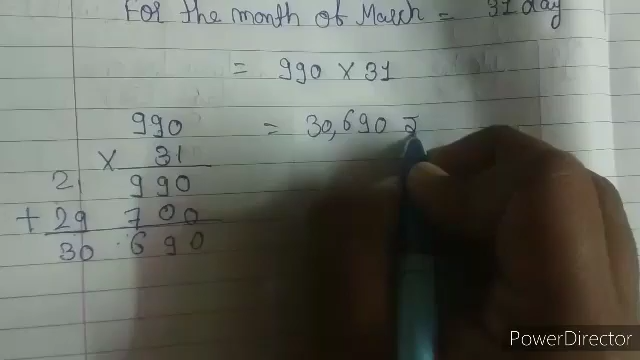 For the month of March = 31 day
= 990 × 31
= 30,690
990
× 31
2 990
+ 29 700
30 690
PowerDirector